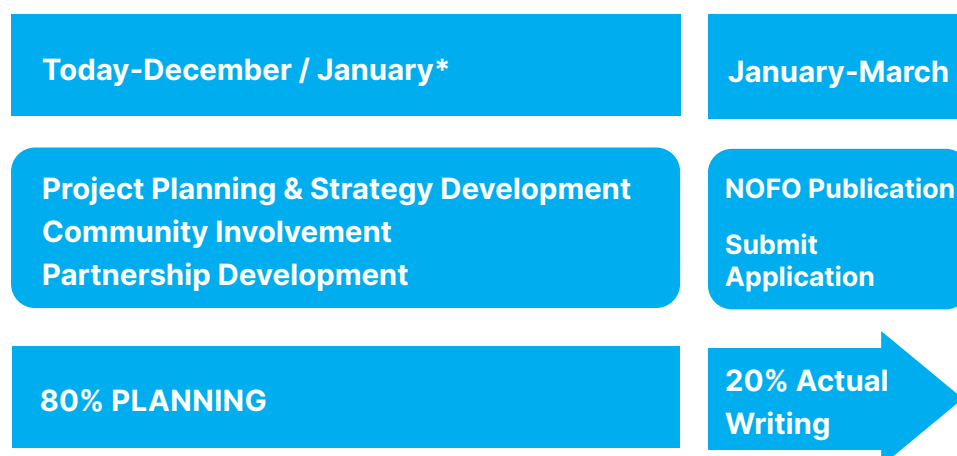 Today-December / January*
January-March
Project Planning & Strategy Development
Community Involvement
Partnership Development
NOFO Publication
Submit
Application
80% PLANNING
20% Actual
Writing